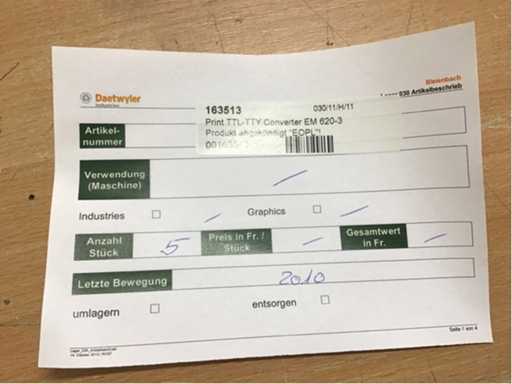 Daetwyler
Industries
Bleienbach
030 Artikelbeschrieb
163513 030/11/H/11
Print TTL-TTY Converter EM 620-3
Produkt abgekündigt "EOPL"!
Artikel-
nummer
Verwendung
(Maschine)
Industries Graphics
Anzahl
Stück
5
Preis in Fr. /
Stück
Gesamtwert
in Fr.
Letzte Bewegung 2010
umlagern entsorgen
Seite 1 von 4